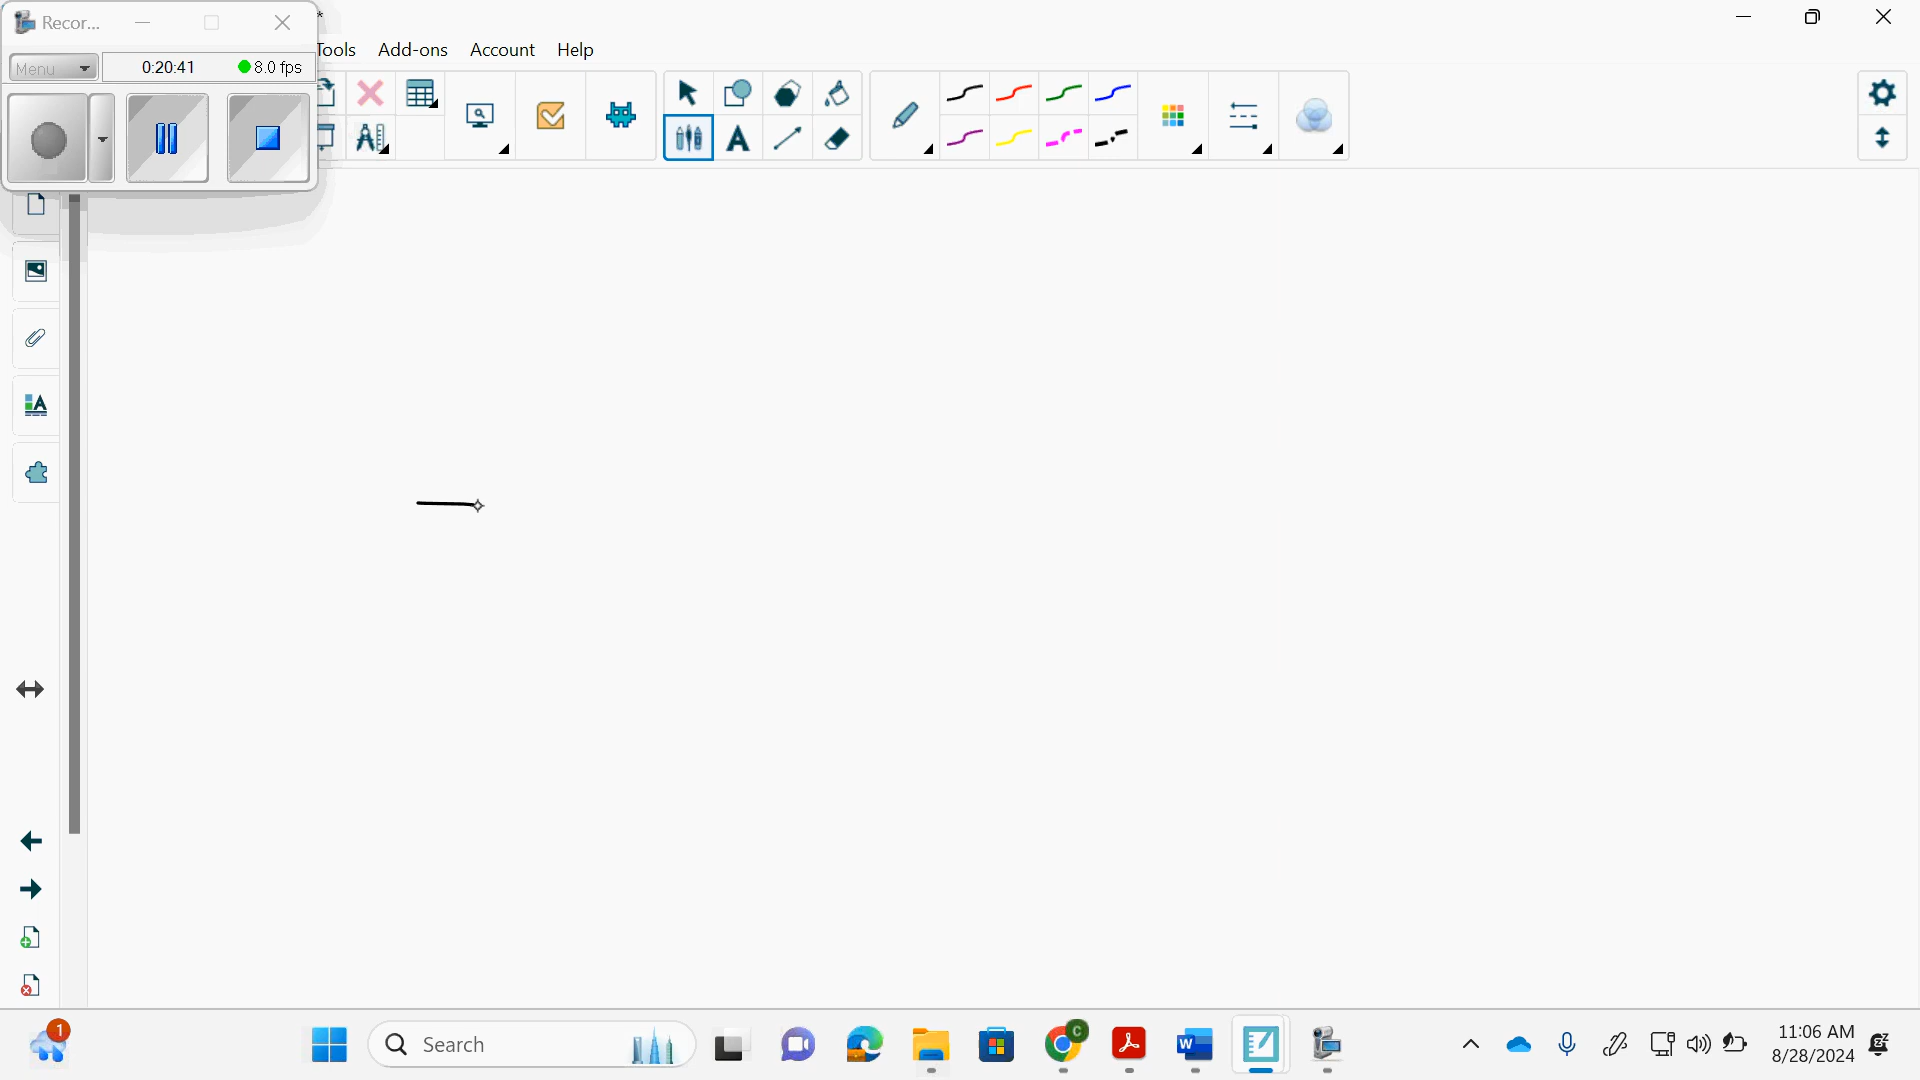 Recor... *
Tools Add-ons Account Help
Menu 0:20:41 8.0 fps
A
A
1
Search
C
W
11:06 AM
8/28/2024